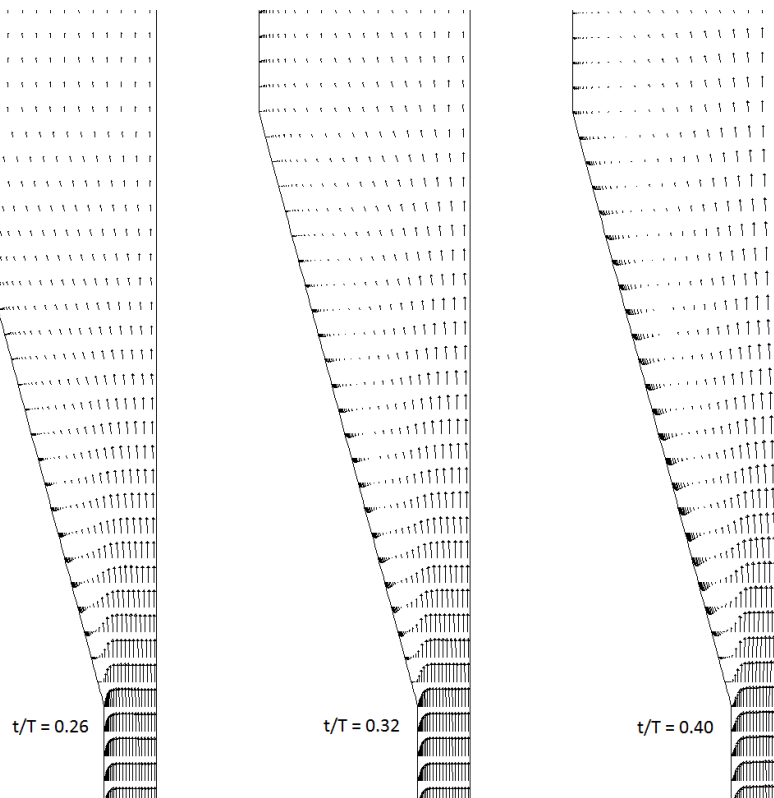 t/T = 0.26
t/T = 0.32
t/T = 0.40